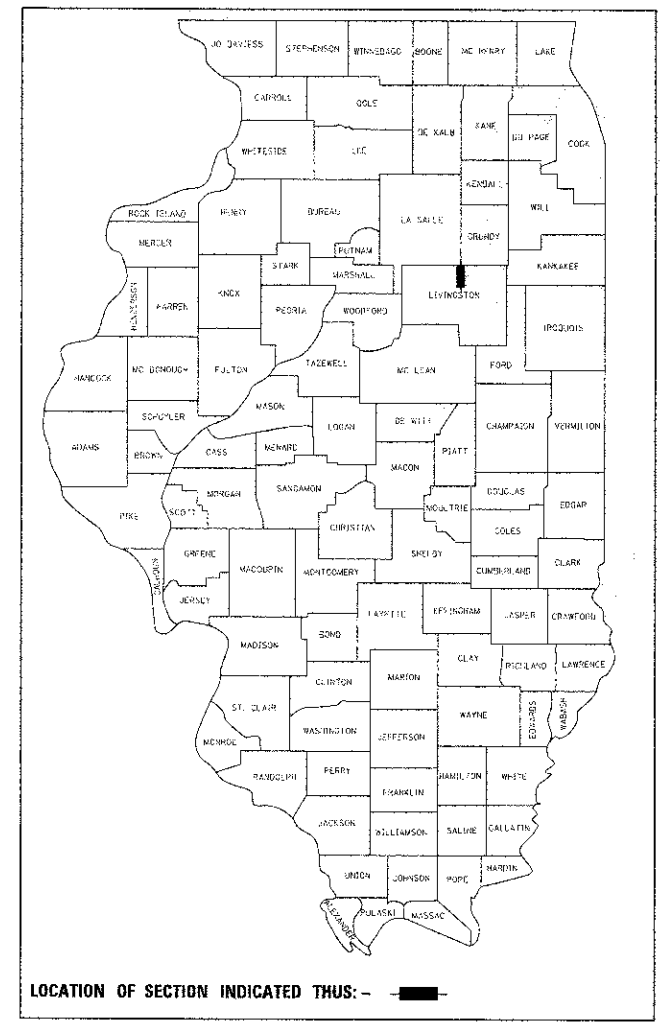 JO DAVIESS STEPHENSON WINNEBAGO BOONE MC HENRY LAKE
CARROLL OGLE DE KALB KANE DU PAGE COOK
WHITESIDE LEE KENDALL WILL
ROCK ISLAND HENRY BUREAU LA SALLE GRUNDY
MERCER PUTNAM KANKAKEE
STARK MARSHALL
HENDERSON WARREN KNOX PEORIA WOODFORD LIVINGSTON IROQUOIS
HANCOCK MC DONOUGH FULTON TAZEWELL MC LEAN FORD
MASON
SCHUYLER LOGAN DE WITT CHAMPAIGN VERMILION
ADAMS BROWN CASS MENARD MACON PIATT
MORGAN SANGAMON DOUGLAS
PIKE SCOTT CHRISTIAN MOULTRIE EDGAR
COLES
GREENE SHELBY
CALHOUN MACOUPIN MONTGOMERY CUMBERLAND CLARK
JERSEY FAYETTE EFFINGHAM JASPER CRAWFORD
MADISON BOND
CLAY RICHLAND LAWRENCE
CLINTON MARION
ST. CLAIR WAYNE EDWARDS WABASH
WASHINGTON JEFFERSON
MONROE
RANDOLPH PERRY HAMILTON WHITE
FRANKLIN
JACKSON WILLIAMSON SALINE GALLATIN
UNION JOHNSON POPE HARDIN
ALEXANDER PULASKI MASSAC
LOCATION OF SECTION INDICATED THUS: -